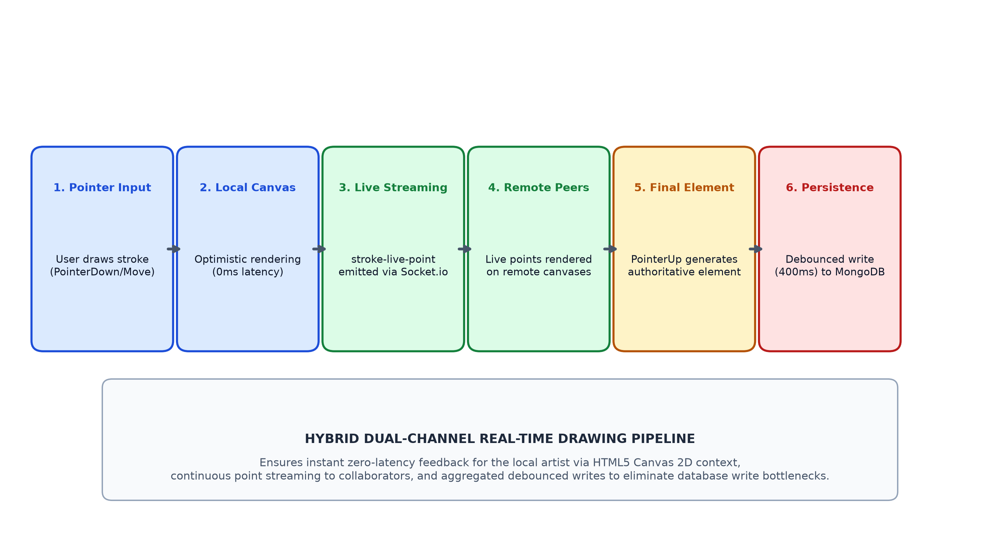 1. Pointer Input
User draws stroke
(PointerDown/Move)
2. Local Canvas
Optimistic rendering
(0ms latency)
3. Live Streaming
stroke-live-point
emitted via Socket.io
4. Remote Peers
Live points rendered
on remote canvases
5. Final Element
PointerUp generates
authoritative element
6. Persistence
Debounced write
(400ms) to MongoDB
HYBRID DUAL-CHANNEL REAL-TIME DRAWING PIPELINE
Ensures instant zero-latency feedback for the local artist via HTML5 Canvas 2D context,
continuous point streaming to collaborators, and aggregated debounced writes to eliminate database write bottlenecks.